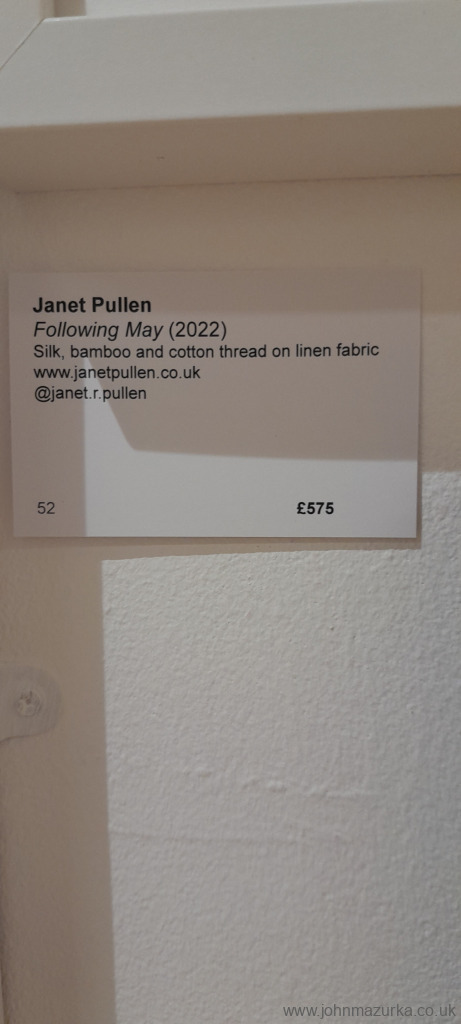 Janet Pullen
Following May (2022)
Silk, bamboo and cotton thread on linen fabric
www.janetpullen.co.uk
@janet.r.pullen
52 £575
www.johnmazurka.co.uk